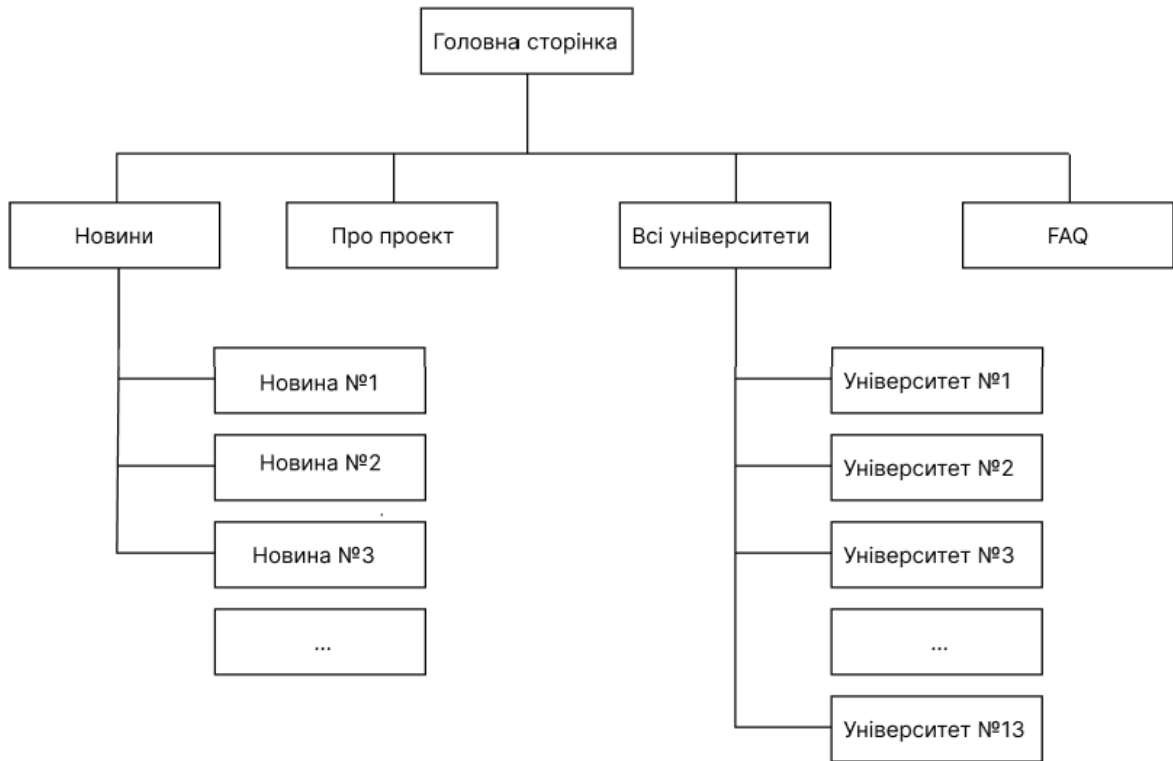 Головна сторінка
Новини
Про проект
Всі університети
FAQ
Новина №1
Новина №2
Новина №3
...
Університет №1
Університет №2
Університет №3
...
Університет №13